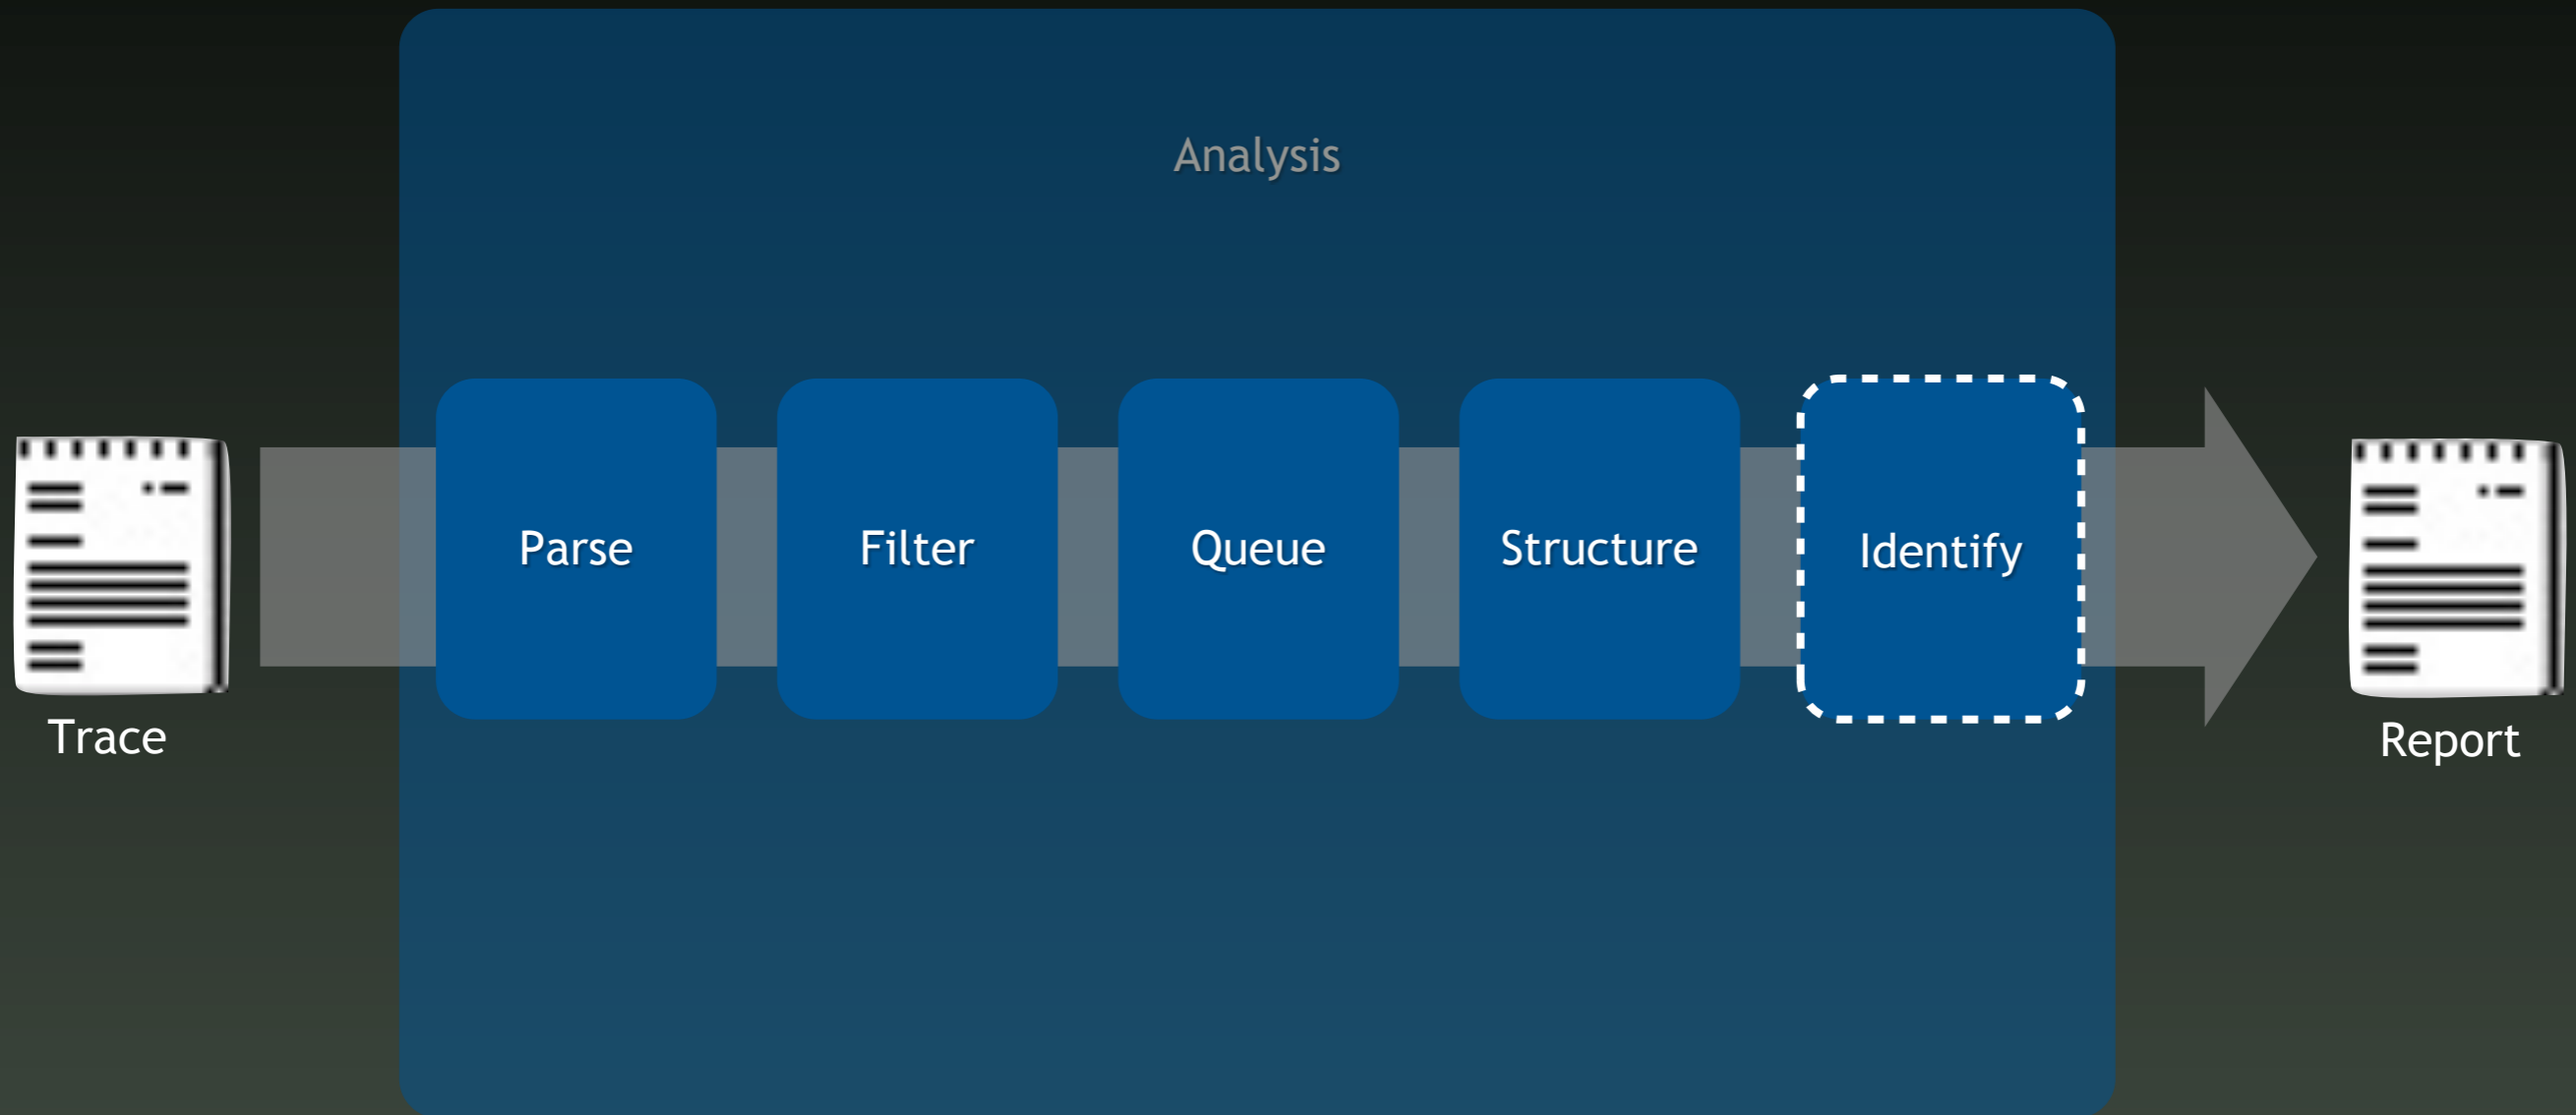 Analysis
Parse
Filter
Queue
Structure
Identify
Trace
Report